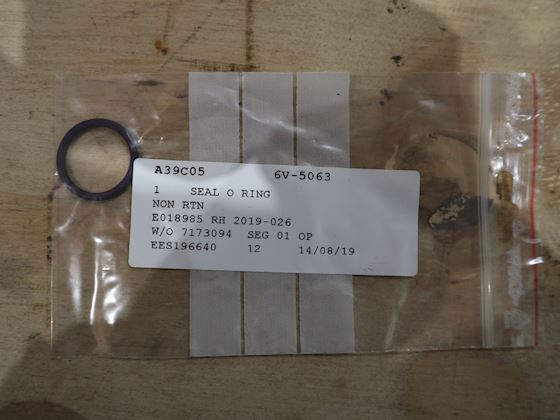 A39C05 6V-5063
1 SEAL O RING
NON RTN
E018985 RH 2019-026
W/O 7173094 SEG 01 OP
EES196640 12 14/08/19